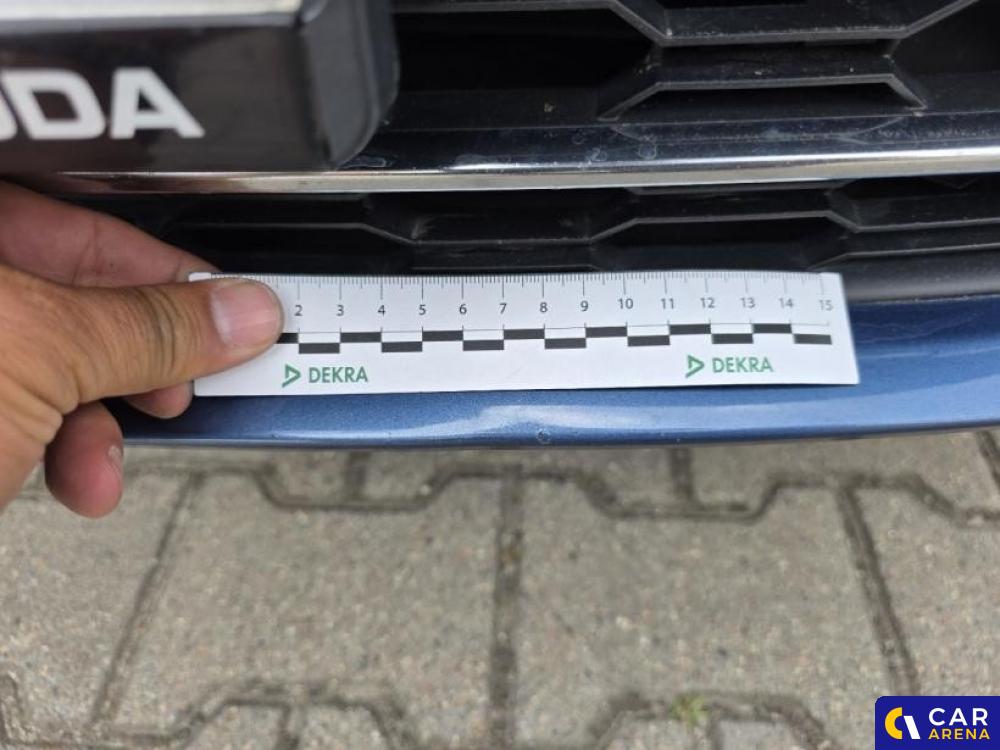 ODA
2 3 4 5 6 7 8 9 10 11 12 13 14 15
DEKRA DEKRA
CAR
ARENA